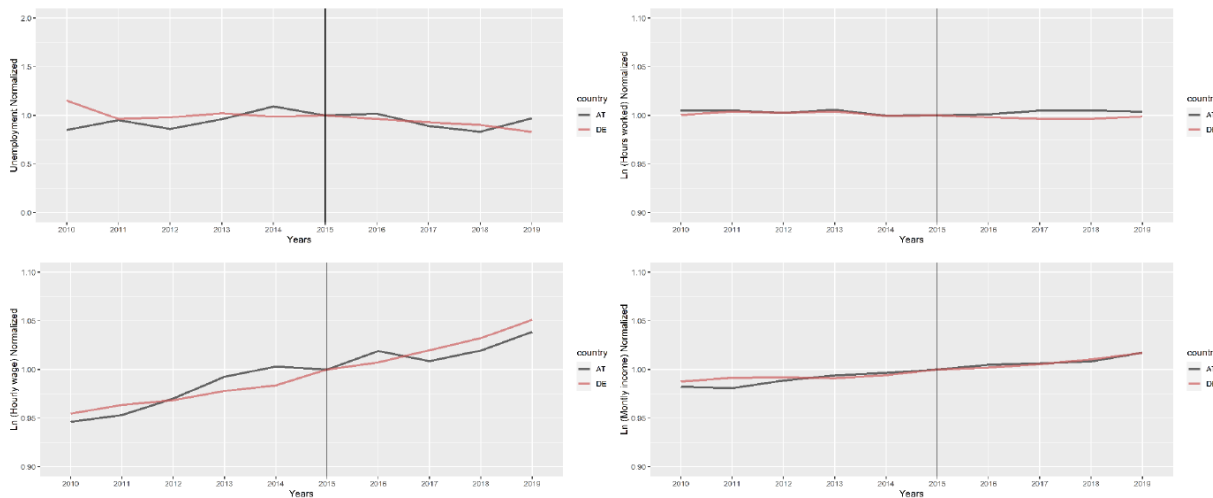 Unemployment Normalized
2.0
1.5
1.0
0.5
0.0
2010 2011 2012 2013 2014 2015 2016 2017 2018 2019
Years
country
AT
DE
Ln (Hours worked) Normalized
1.10
1.05
1.00
0.95
0.90
2010 2011 2012 2013 2014 2015 2016 2017 2018 2019
Years
country
AT
DE
Ln (Hourly wage) Normalized
1.10
1.05
1.00
0.95
0.90
2010 2011 2012 2013 2014 2015 2016 2017 2018 2019
Years
country
AT
DE
Ln (Montly income) Normalized
1.10
1.05
1.00
0.95
0.90
2010 2011 2012 2013 2014 2015 2016 2017 2018 2019
Years
country
AT
DE